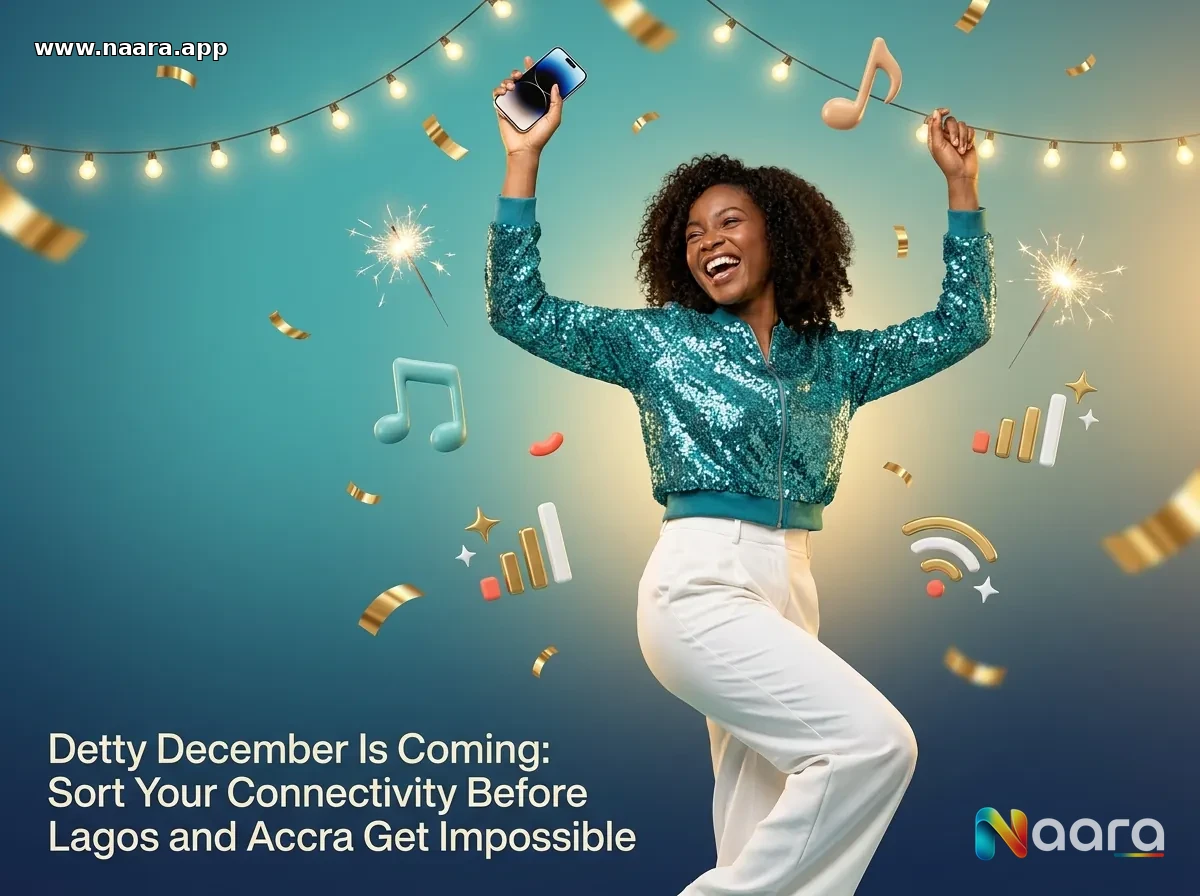 www.naara.app
Detty December Is Coming:
Sort Your Connectivity Before
Lagos and Accra Get Impossible
Naara